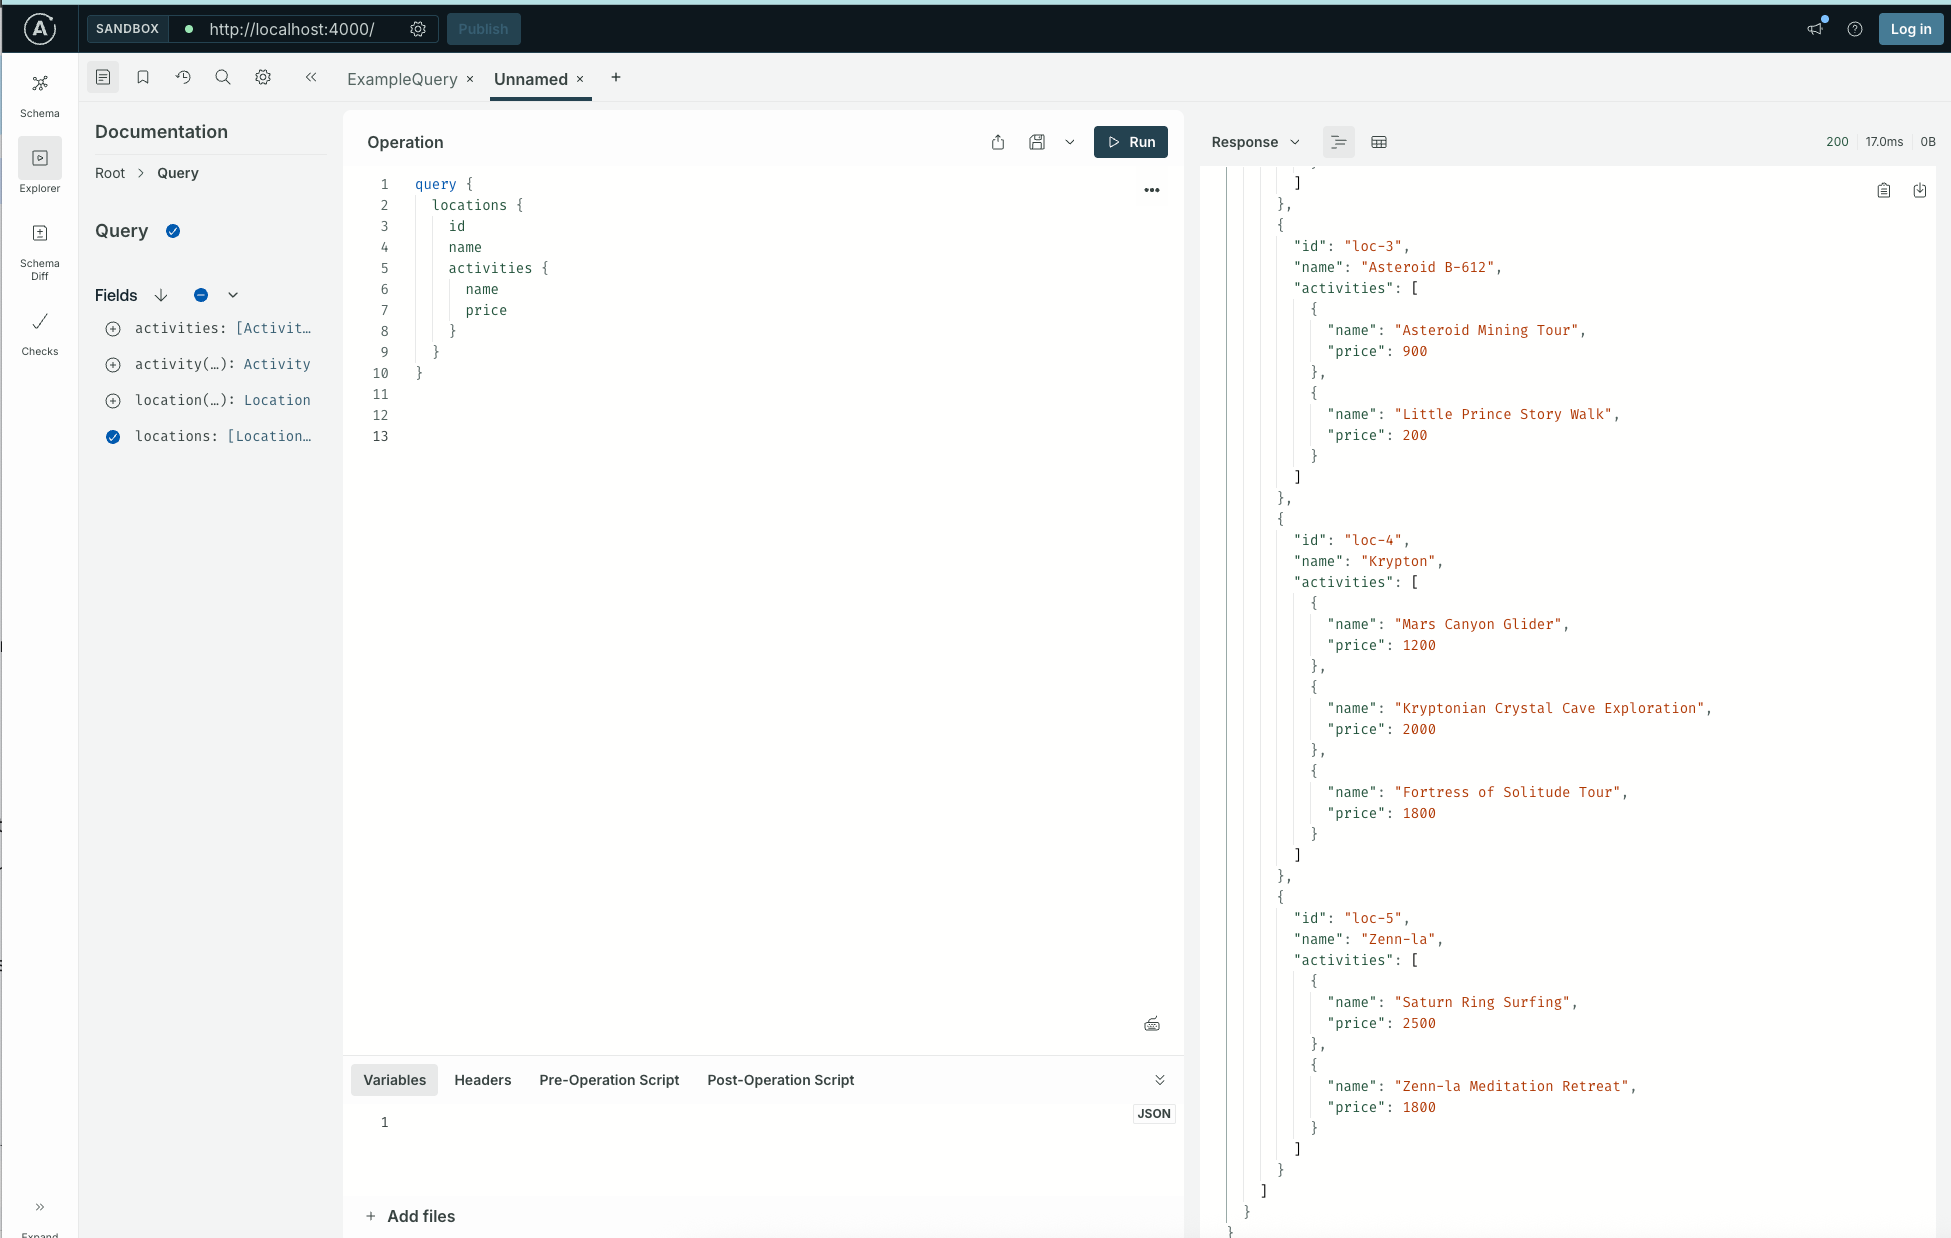 SANDBOX http://localhost:4000/ Publish Log in
ExampleQuery × Unnamed × +
Schema
Explorer
Schema
Diff
Checks
Documentation
Root > Query
Query
Fields
activities: [Activit…
activity(…): Activity
location(…): Location
locations: [Location…
Operation
Run
1 query {
2 locations {
3 id
4 name
5 activities {
6 name
7 price
8 }
9 }
10 }
11
12
13
Variables Headers Pre-Operation Script Post-Operation Script
1
JSON
+ Add files
Response 200 17.0ms 0B
]
},
{
"id": "loc-3",
"name": "Asteroid B-612",
"activities": [
{
"name": "Asteroid Mining Tour",
"price": 900
},
{
"name": "Little Prince Story Walk",
"price": 200
}
]
},
{
"id": "loc-4",
"name": "Krypton",
"activities": [
{
"name": "Mars Canyon Glider",
"price": 1200
},
{
"name": "Kryptonian Crystal Cave Exploration",
"price": 2000
},
{
"name": "Fortress of Solitude Tour",
"price": 1800
}
]
},
{
"id": "loc-5",
"name": "Zenn-la",
"activities": [
{
"name": "Saturn Ring Surfing",
"price": 2500
},
{
"name": "Zenn-la Meditation Retreat",
"price": 1800
}
]
}
]
}
}
Expand